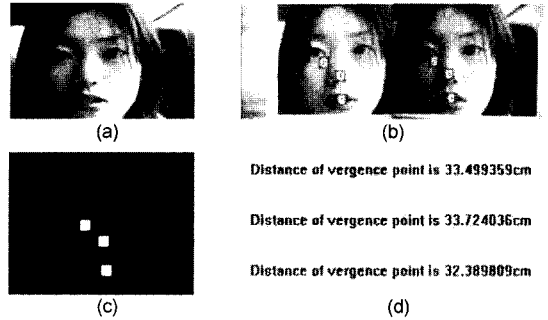 (a)
(b)
Distance of vergence point is 33.499359cm
Distance of vergence point is 33.724036cm
Distance of vergence point is 32.389809cm
(c)
(d)